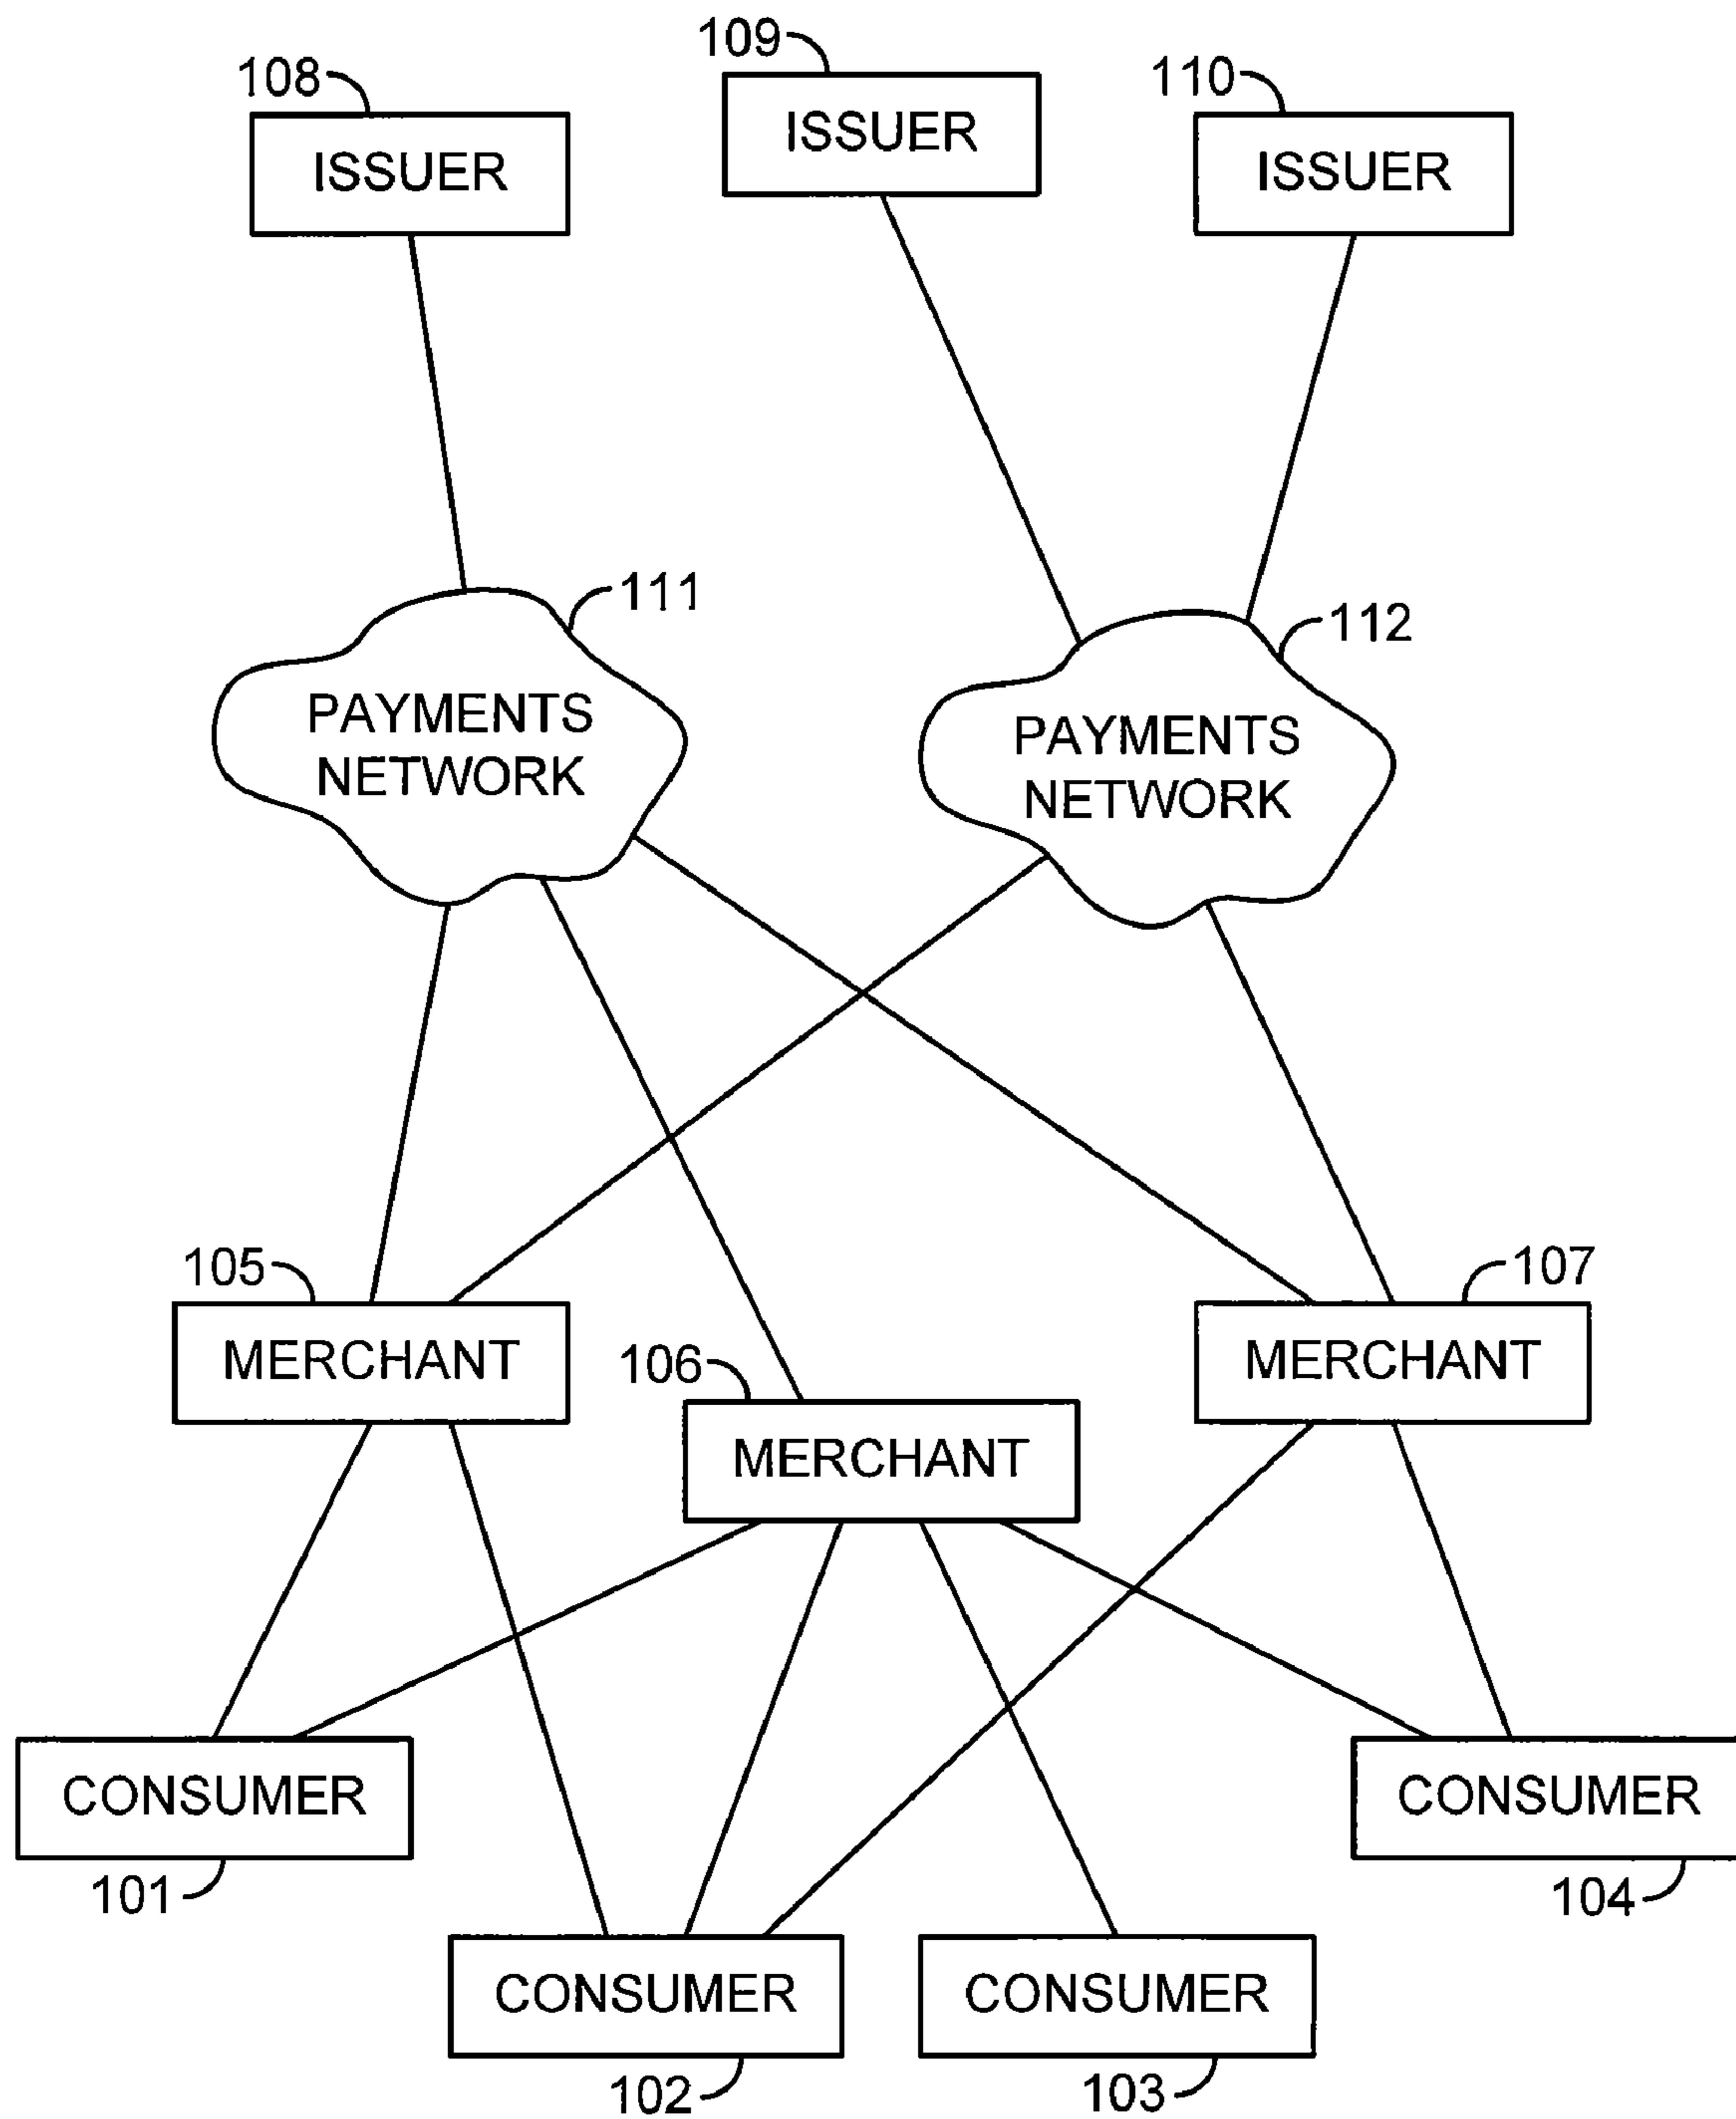 109
108
110
ISSUER
ISSUER
ISSUER
111
112
PAYMENTS
NETWORK
PAYMENTS
NETWORK
105
107
MERCHANT
106
MERCHANT
MERCHANT
CONSUMER
CONSUMER
101
104
CONSUMER
CONSUMER
102
103